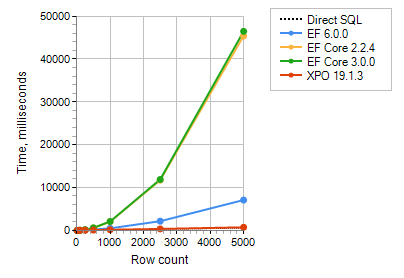 Time, milliseconds
50000
40000
30000
20000
10000
0
0
1000
2000
3000
4000
5000
Row count
Direct SQL
EF 6.0.0
EF Core 2.2.4
EF Core 3.0.0
XPO 19.1.3